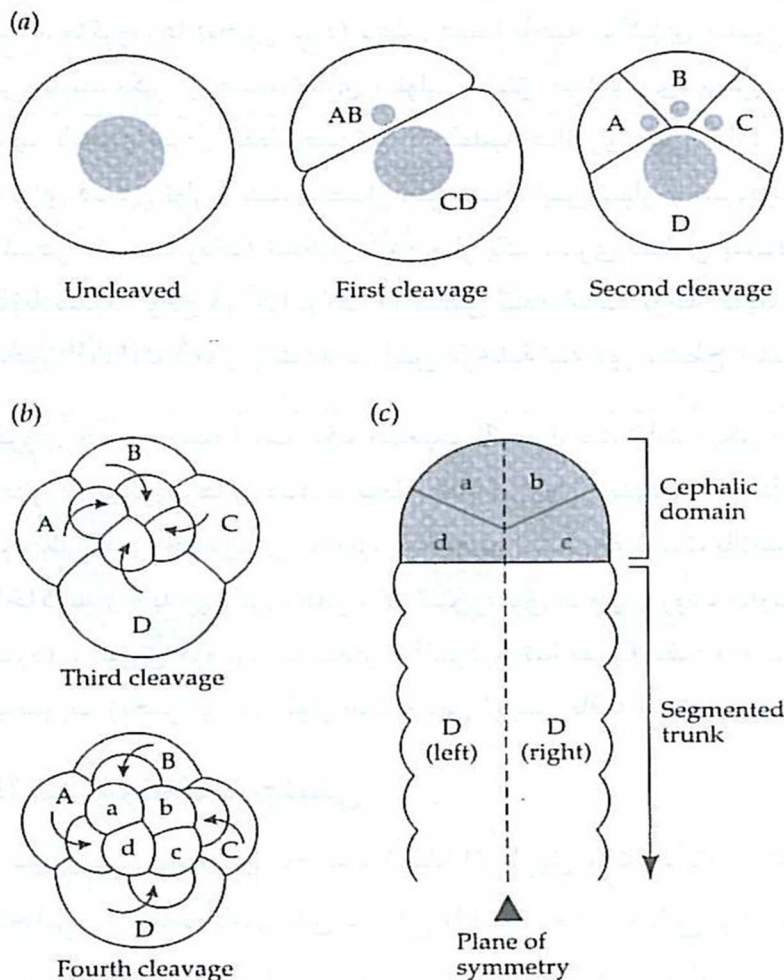 (a)
AB
CD
B
A
C
D
Uncleaved
First cleavage
Second cleavage
(b)
B
A
C
D
Third cleavage
B
A
a
b
d
c
C
D
Fourth cleavage
(c)
a
b
d
c
Cephalic
domain
D
(left)
D
(right)
Segmented
trunk
Plane of
symmetry